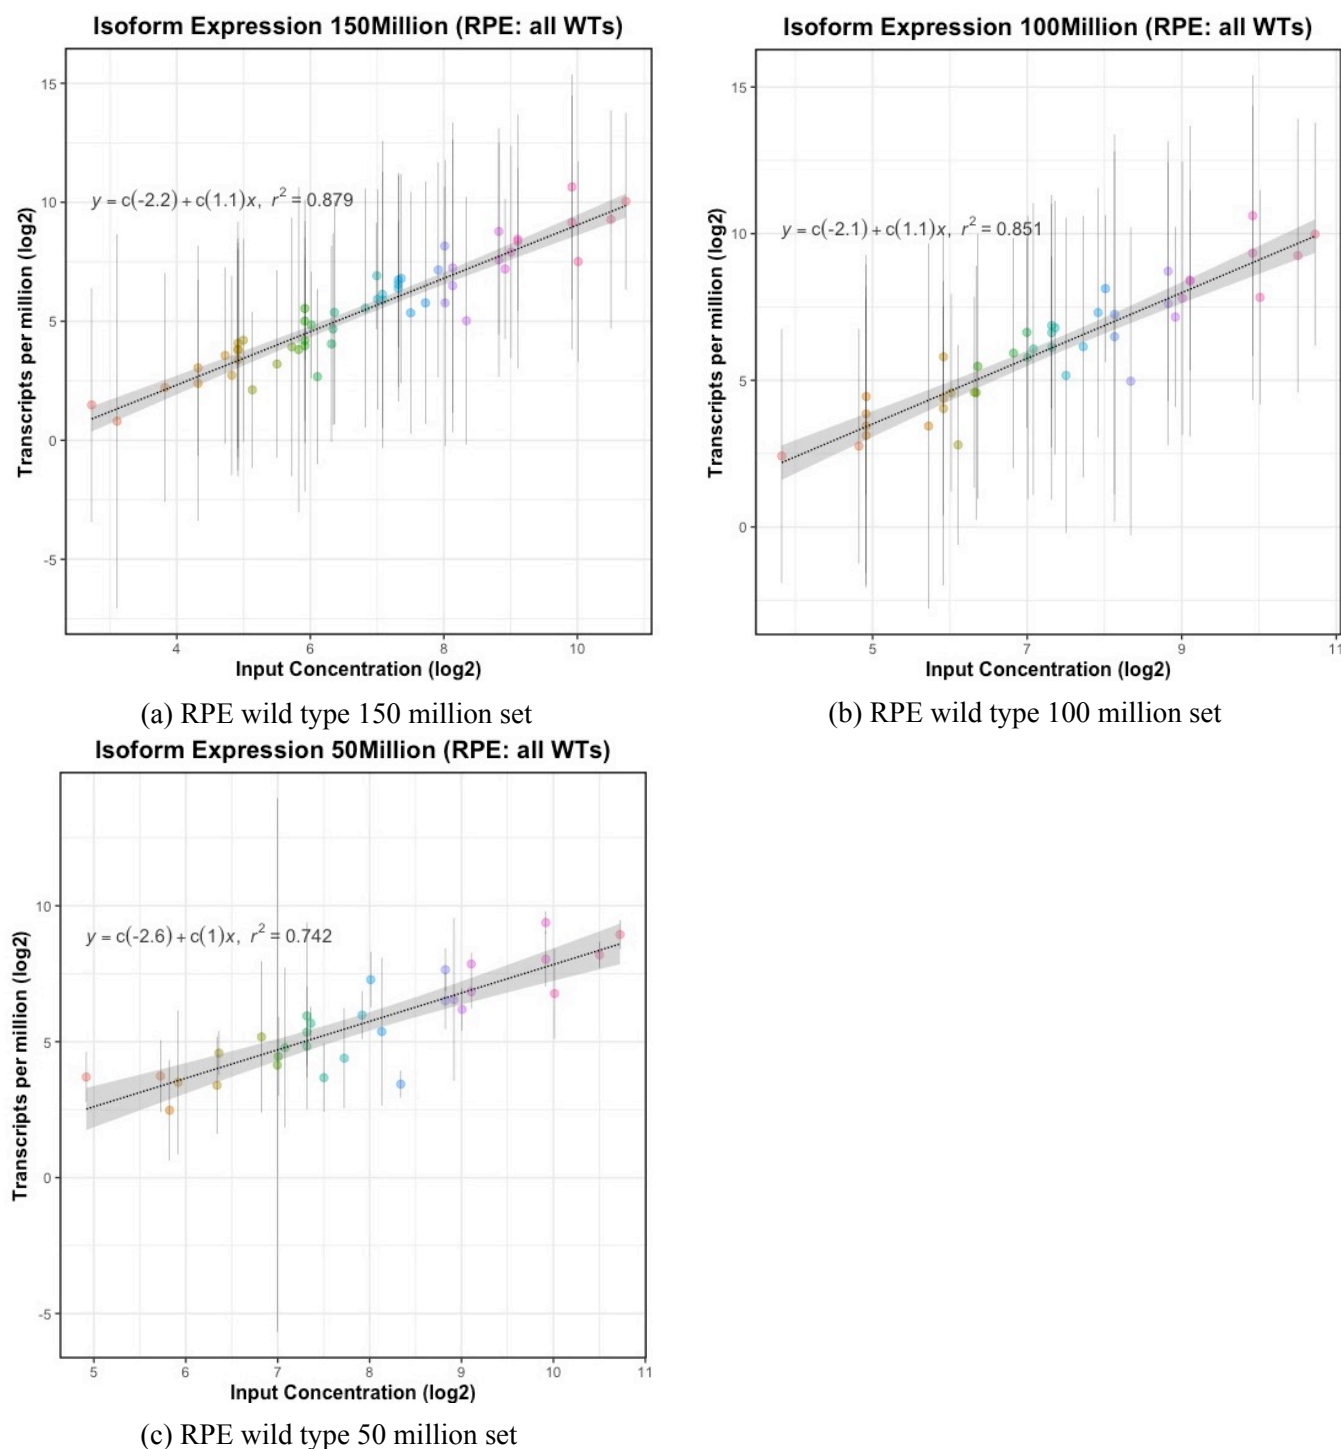 Isoform Expression 150Million (RPE: all WTs)
15
10
5
0
-5
y = c(-2.2) + c(1.1)x, r² = 0.879
Transcripts per million (log2)
4 6 8 10
Input Concentration (log2)
(a) RPE wild type 150 million set
Isoform Expression 100Million (RPE: all WTs)
15
10
5
0
y = c(-2.1) + c(1.1)x, r² = 0.851
Transcripts per million (log2)
5 7 9 11
Input Concentration (log2)
(b) RPE wild type 100 million set
Isoform Expression 50Million (RPE: all WTs)
10
5
0
-5
y = c(-2.6) + c(1)x, r² = 0.742
Transcripts per million (log2)
5 6 7 8 9 10 11
Input Concentration (log2)
(c) RPE wild type 50 million set